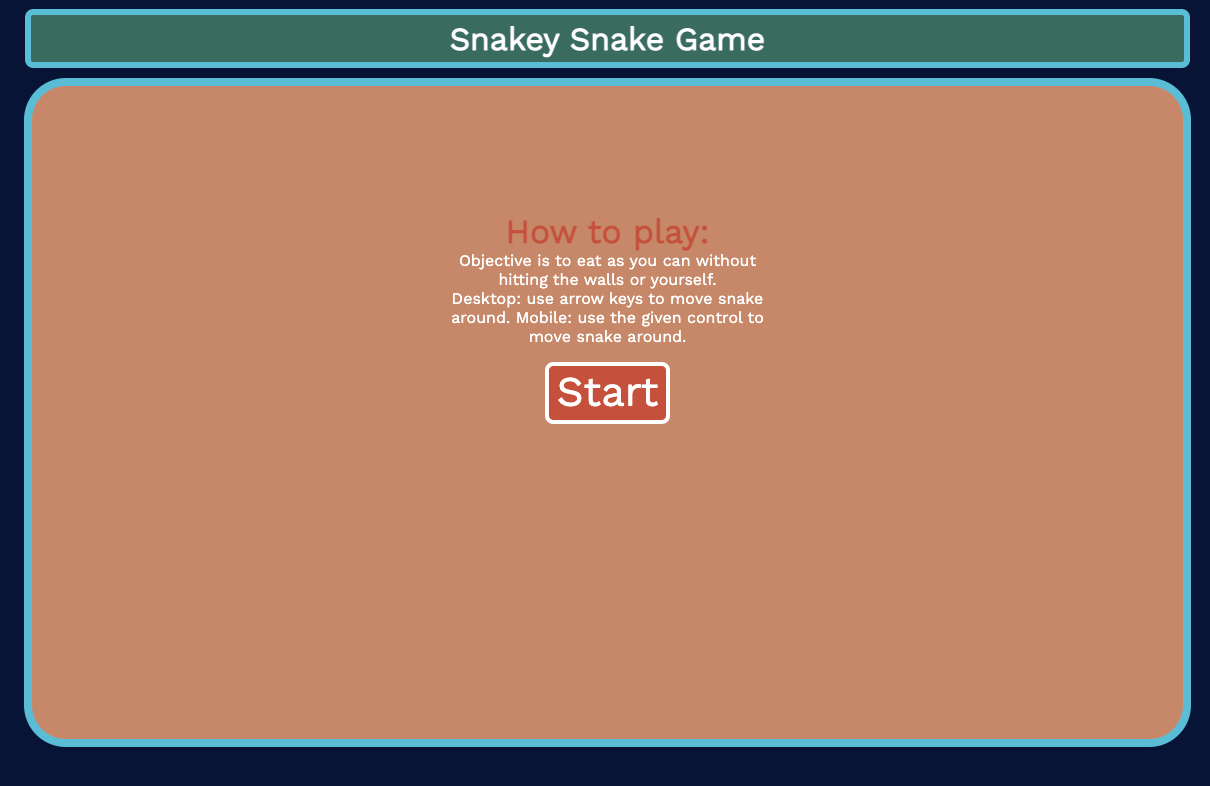 Snakey Snake Game
How to play:
Objective is to eat as you can without
hitting the walls or yourself.
Desktop: use arrow keys to move snake
around. Mobile: use the given control to
move snake around.
Start